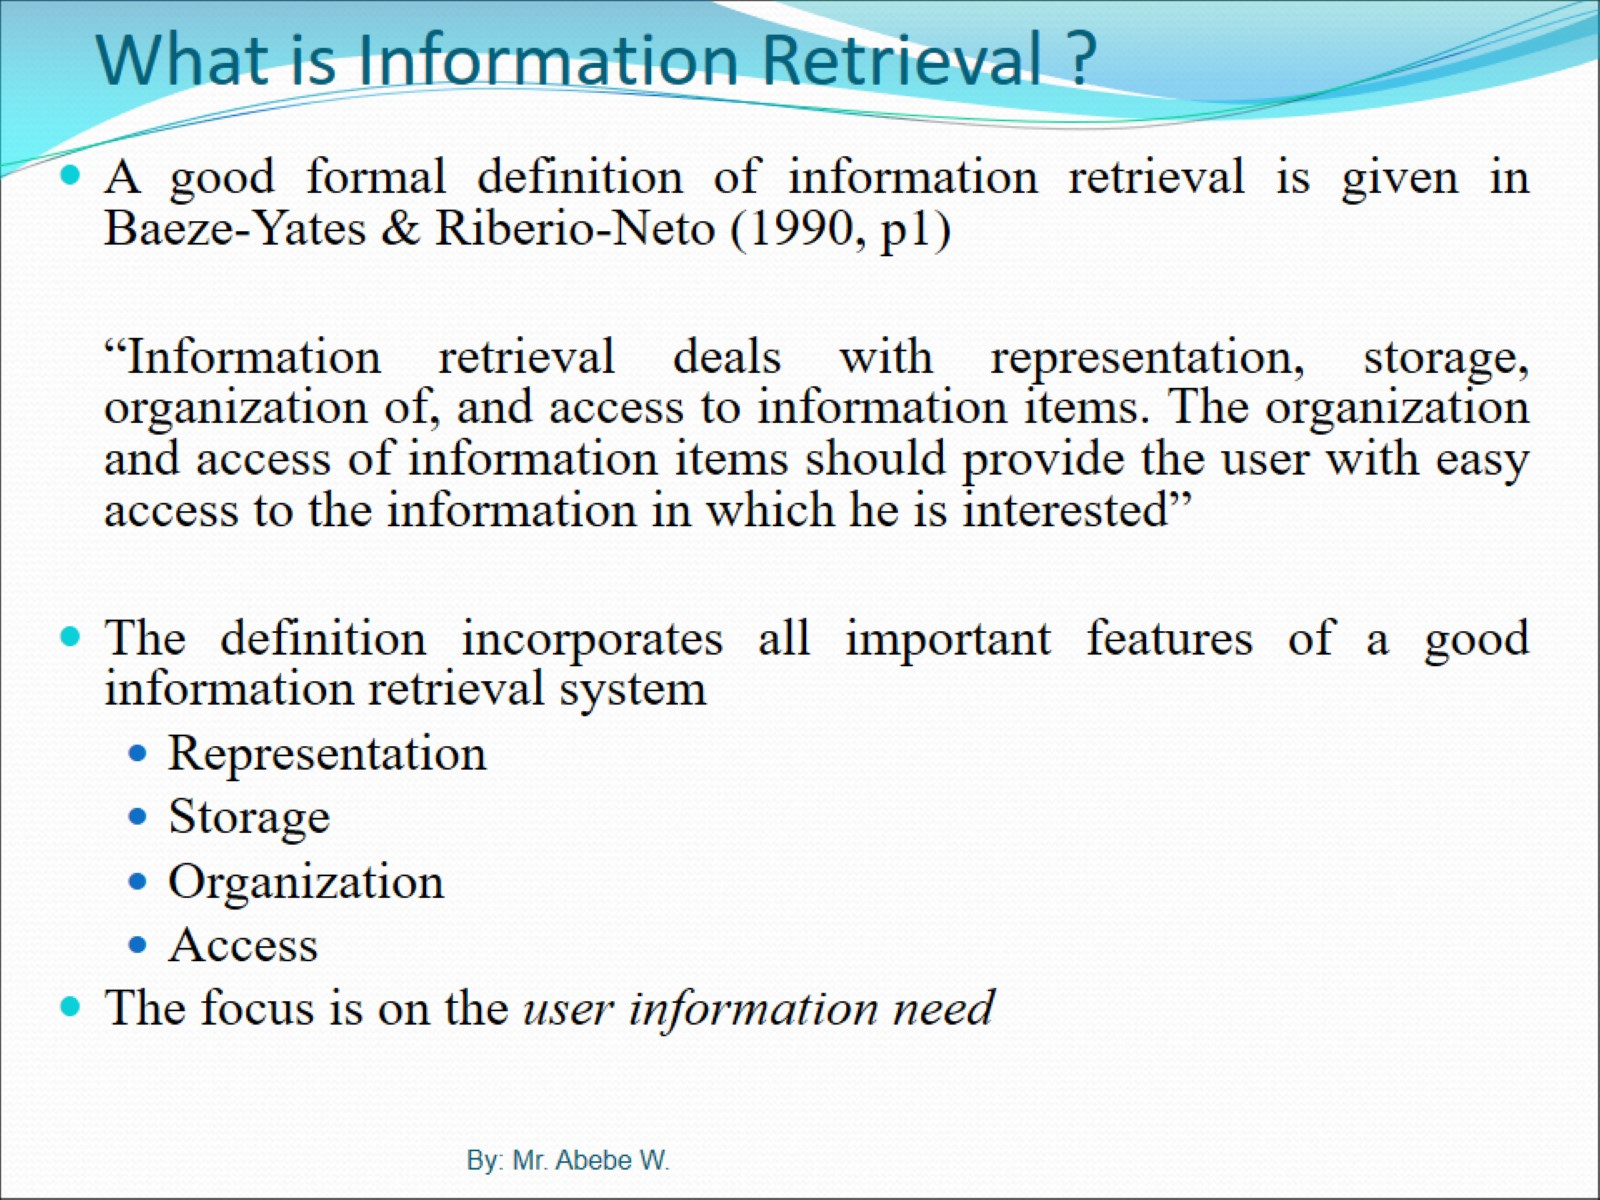 What is Information Retrieval ?
• A good formal definition of information retrieval is given in
Baeze-Yates & Riberio-Neto (1990, p1)
“Information retrieval deals with representation, storage,
organization of, and access to information items. The organization
and access of information items should provide the user with easy
access to the information in which he is interested”
• The definition incorporates all important features of a good
information retrieval system
• Representation
• Storage
• Organization
• Access
• The focus is on the user information need
By: Mr. Abebe W.